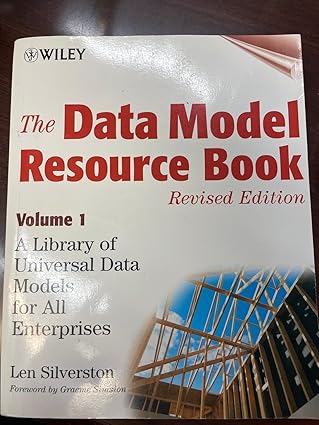 WILEY
The Data Model
Resource Book
Revised Edition
Volume 1
A Library of
Universal Data
Models
for All
Enterprises
Len Silverston
Foreword by Graeme Simsion